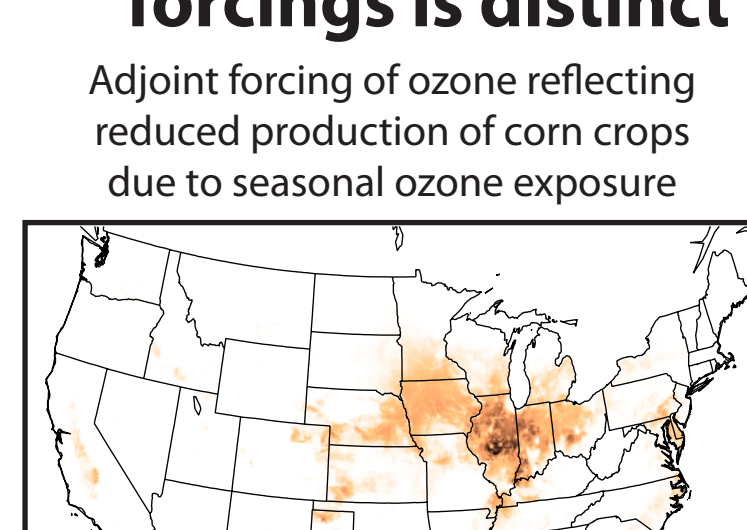 forcings is distinct
Adjoint forcing of ozone reflecting
reduced production of corn crops
due to seasonal ozone exposure